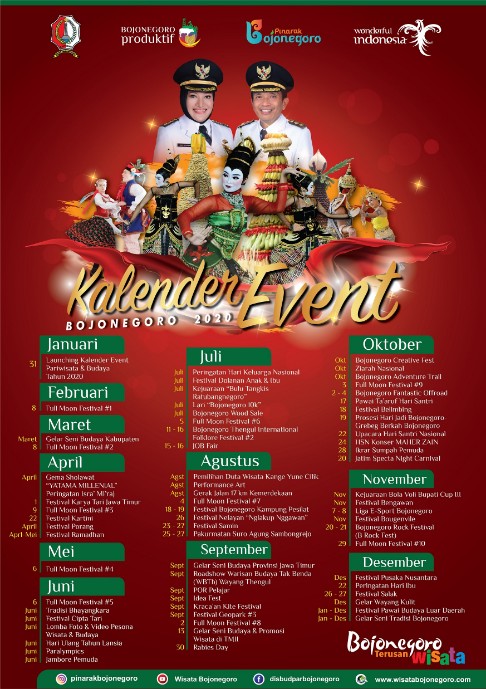 BOJONEGORO
produktif
Pinarak
Bojonegoro
wonderful
indonesia
Kalender Event
BOJONEGORO 2020
Januari
31 Launching Kalender Event
Pariwisata & Budaya
Tahun 2020
Februari
8 Full Moon Festival #1
Maret
Maret Gelar Seni Budaya Kabupaten
8 Full Moon Festival #2
April
April Gema Sholawat
"YATAMA MILLENIAL"
Peringatan Isra' Mi'raj
1 Festival Karya Tari Jawa Timur
9 Full Moon Festival #3
22 Festival Kartini
April Festival Porang
April Mei Festival Ramadhan
Mei
6 Full Moon Festival #4
Juni
6 Full Moon Festival #5
Juni Tradisi Bhayangkara
Juni Festival Cipta Tari
Juni Lomba Foto & Video Pesona
Wisata & Budaya
Juni Hari Ulang Tahun Lansia
Juni Paralympics
Juni Jambore Pemuda
Juli
Juli Peringatan Hari Keluarga Nasional
Juli Festival Dolanan Anak & Ibu
Juli Kejuaraan "Bulu Tangkis
Ratubangnegoro"
Juli Lari "Bojonegoro 10k"
Juli Bojonegoro Wood Sale
5 Full Moon Festival #6
11 - 16 Bojonegoro Thengul International
Folklore Festival #2
15 - 16 JOB Fair
Agustus
Agst Pemilihan Duta Wisata Kange Yune Cilik
Agst Performance Art
Agst Gerak Jalan 17 km Kemerdekaan
4 Full Moon Festival #7
18 - 19 Festival Bojonegoro Kampung Pesilat
26 Festival Nelayan "Nglakup Nggawan"
23 - 27 Festival Samin
25 - 27 Pakurmatan Suro Agung Sambongrejo
September
Sept Gelar Seni Budaya Provinsi Jawa Timur
Sept Roadshow Warisan Budaya Tak Benda
(WBTb) Wayang Thengul
Sept POR Pelajar
Sept Idea Test
Sept Kraca'an Kite Festival
Sept Festival Geopark #3
2 Full Moon Festival #8
13 Gelar Seni Budaya & Promosi
Wisata di TMII
30 Rabies Day
Oktober
Okt Bojonegoro Creative Fest
Okt Ziarah Nasional
Okt Bojonegoro Adventure Trail
3 Full Moon Festival #9
2 - 4 Bojonegoro Fantastic Offroad
17 Pawai Ta'aruf Hari Santri
18 Festival Belimbing
19 Prosesi Hari Jadi Bojonegoro
Grebeg Berkah Bojonegoro
22 Upacara Hari Santri Nasional
24 HSN Konser MAHER ZAIN
28 Ikrar Sumpah Pemuda
20 Jatim Specta Night Carnival
November
Nov Kejuaraan Bola Voli Bupati Cup III
Nov Festival Bengawan
7 - 8 Liga E-Sport Bojonegoro
Nov Festival Bougenvile
20 - 21 Bojonegoro Rock Festival
(B Rock Fest)
29 Full Moon Festival #10
Desember
Des Festival Pusaka Nusantara
22 Peringatan Hari Ibu
26 - 27 Festival Salak
Des Gelar Wayang Kulit
Jan - Des Festival Pawai Budaya Luar Daerah
Jan - Des Gelar Seni Tradisi Bojonegoro
Bojonegoro
Terusan Wisata
pinarakbojonegoro
Wisata Bojonegoro
disbudparbojonegoro
www.wisatabojonegoro.com